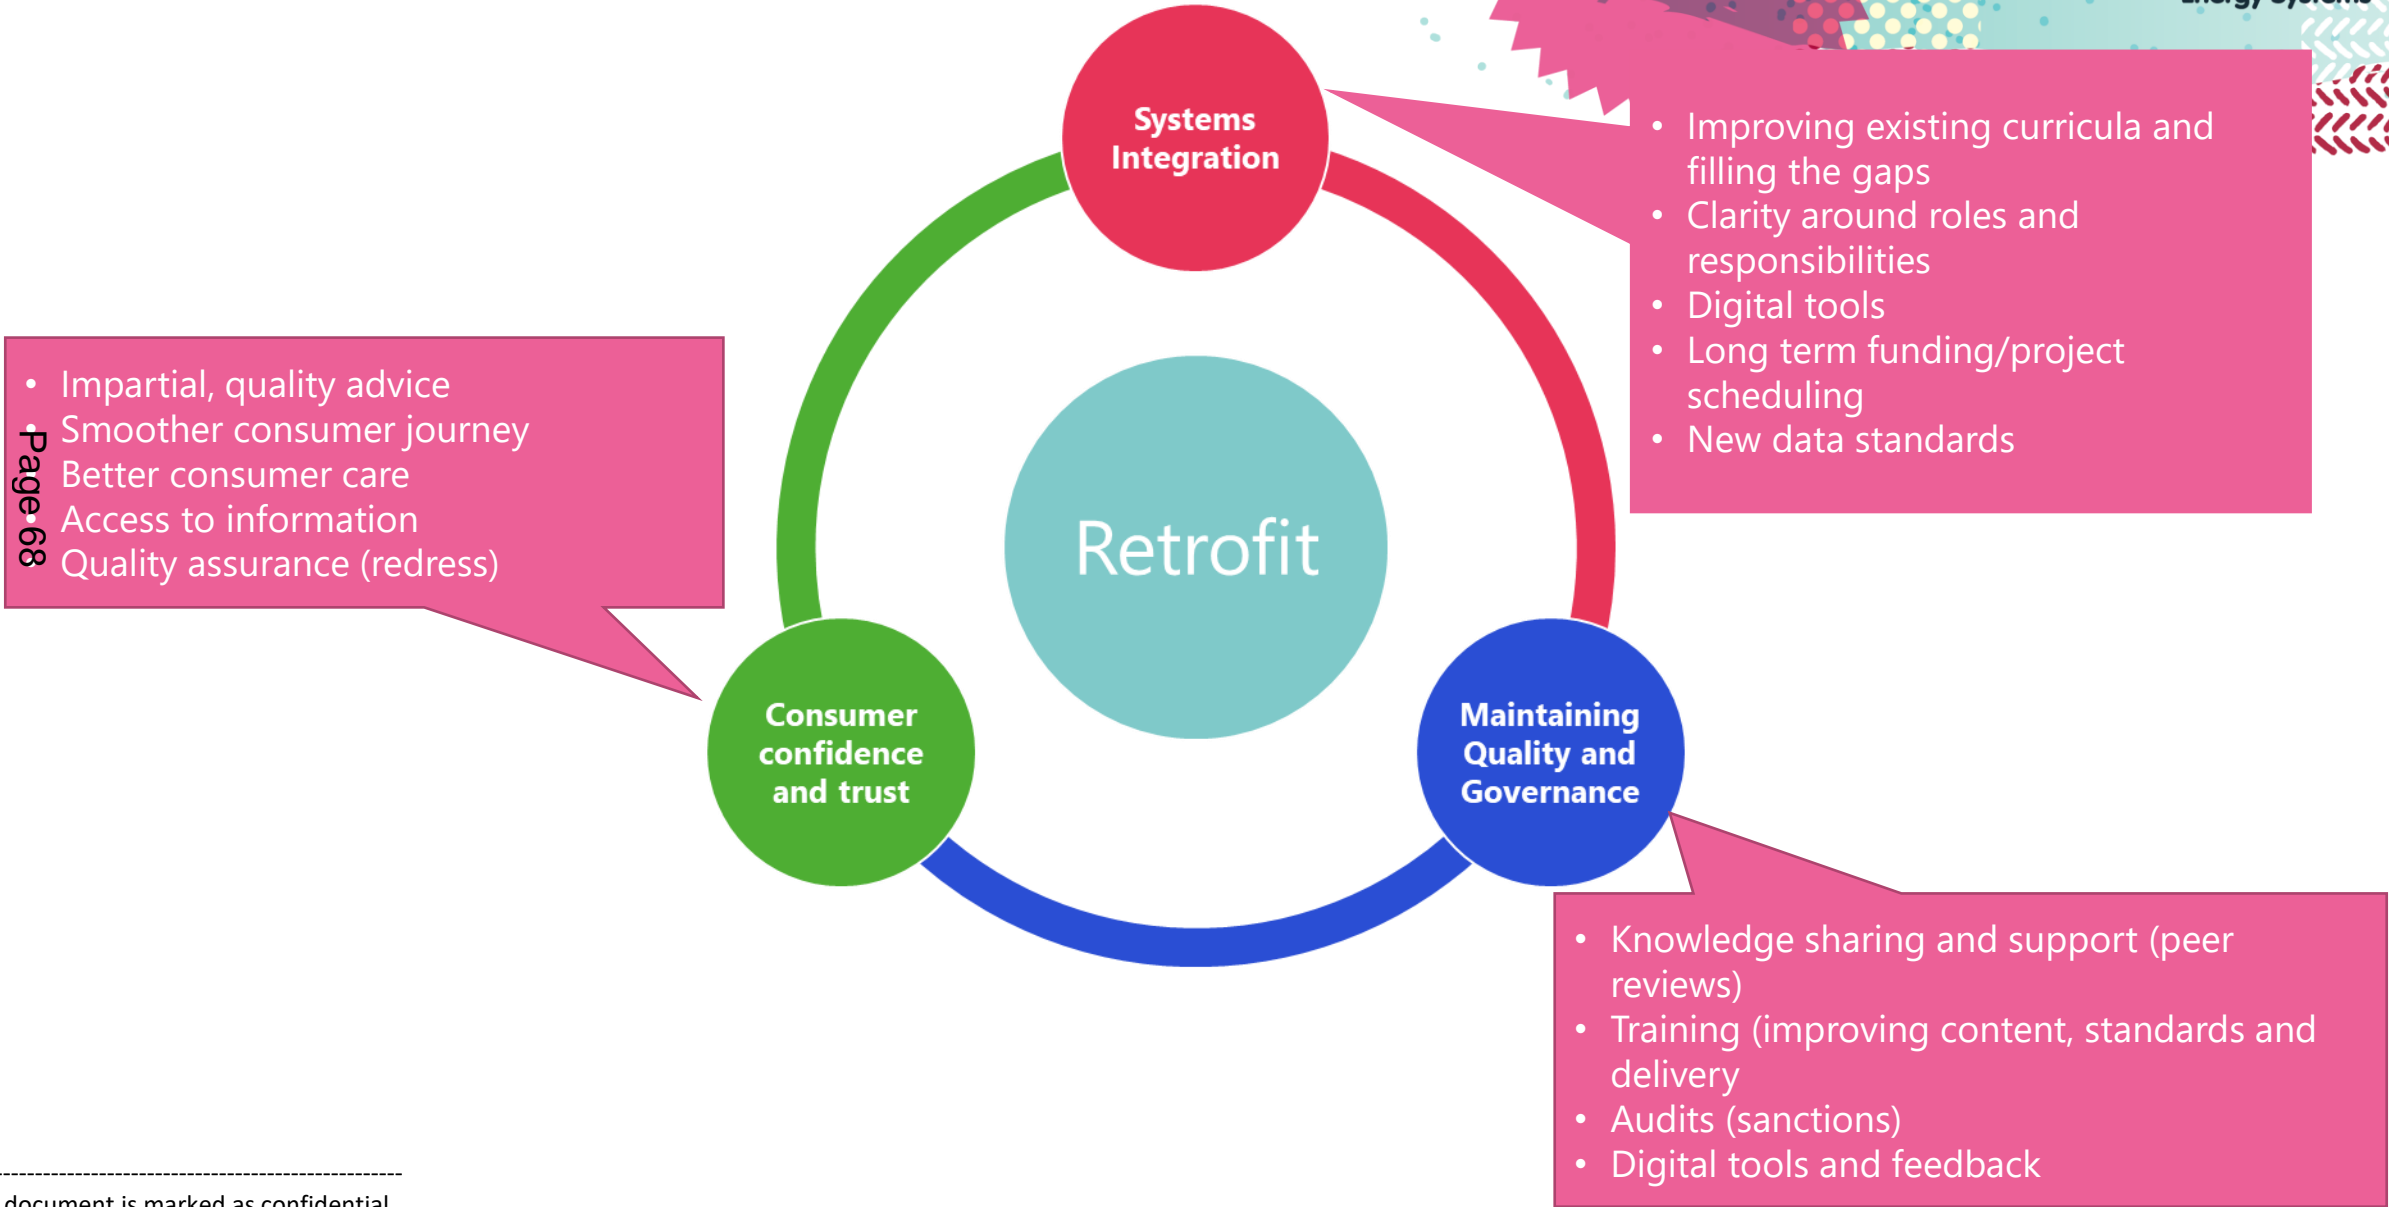 Energy Systems
Systems
Integration
• Improving existing curricula and
filling the gaps
• Clarity around roles and
responsibilities
• Digital tools
• Long term funding/project
scheduling
• New data standards
• Impartial, quality advice
• Smoother consumer journey
Better consumer care
• Access to information
• Quality assurance (redress)
Page 68
Retrofit
Consumer
confidence
and trust
Maintaining
Quality and
Governance
• Knowledge sharing and support (peer
reviews)
• Training (improving content, standards and
delivery
• Audits (sanctions)
• Digital tools and feedback
document is marked as confidential